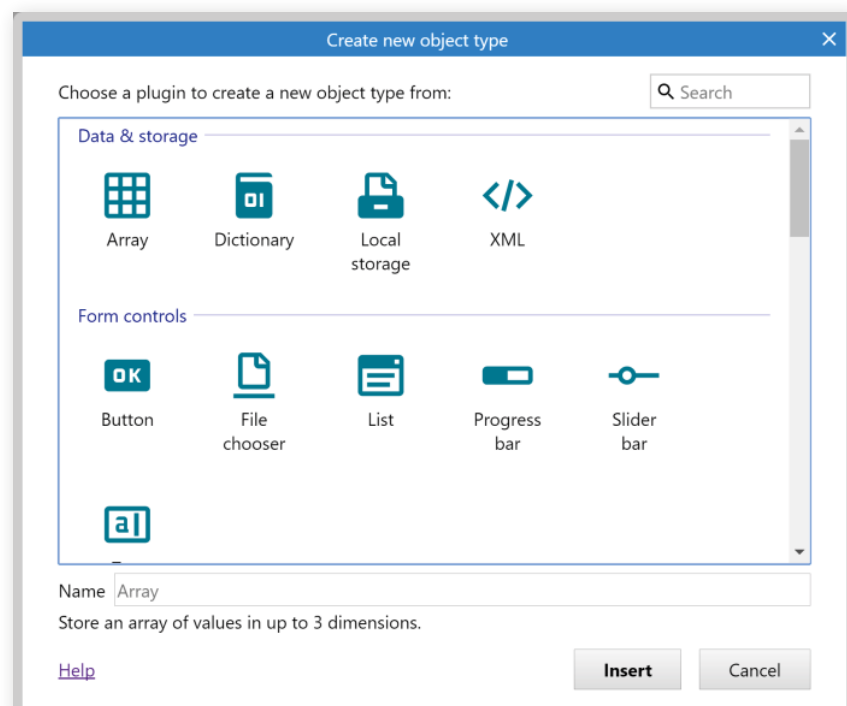 Create new object type
Choose a plugin to create a new object type from:
Search
Data & storage
Array
Dictionary
Local
storage
XML
Form controls
OK
Button
File
chooser
List
Progress
bar
Slider
bar
a
Name Array
Store an array of values in up to 3 dimensions.
Help
Insert
Cancel